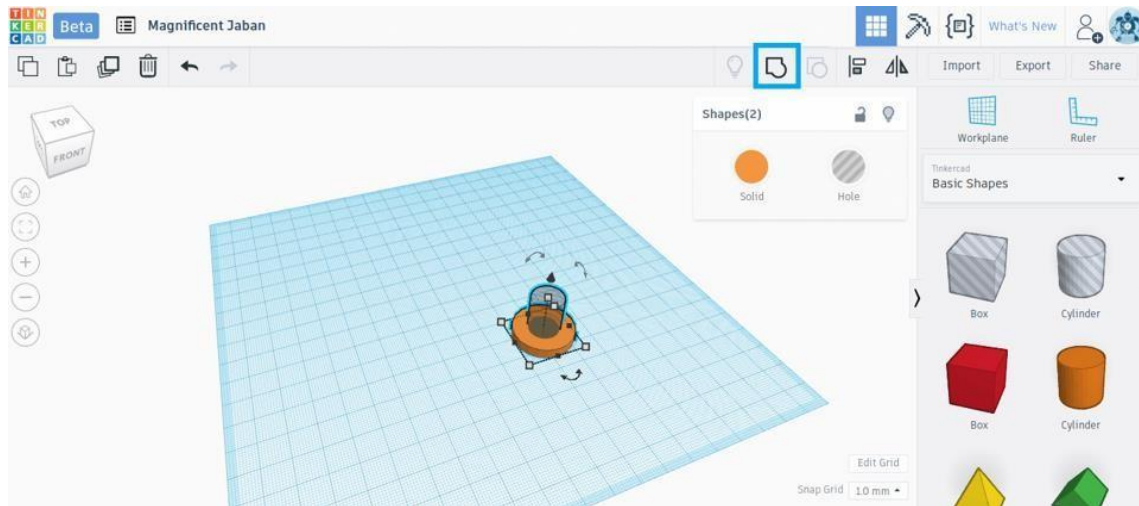 TIN
KER
CAD
Beta
Magnificent Jaban
What's New
Import
Export
Share
Shapes(2)
Solid
Hole
TOP
FRONT
Workplane
Ruler
Tinkercad
Basic Shapes
Box
Cylinder
Box
Cylinder
Edit Grid
Snap Grid 1.0 mm